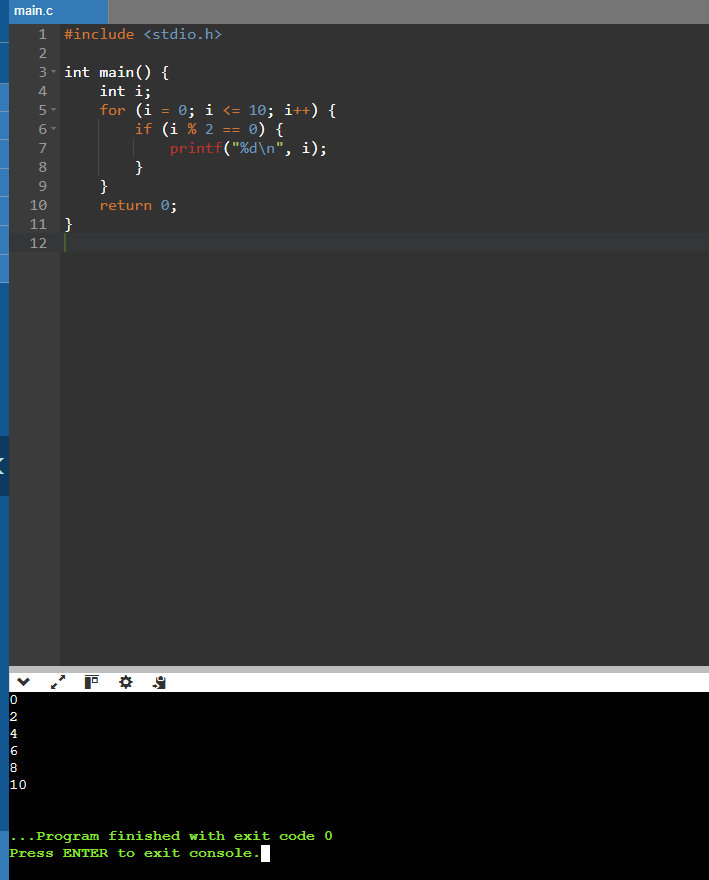 main.c
1 #include <stdio.h>
2
3 int main() {
4     int i;
5     for (i = 0; i <= 10; i++) {
6         if (i % 2 == 0) {
7             printf("%d\n", i);
8         }
9     }
10     return 0;
11 }
12
0
2
4
6
8
10
...Program finished with exit code 0
Press ENTER to exit console.